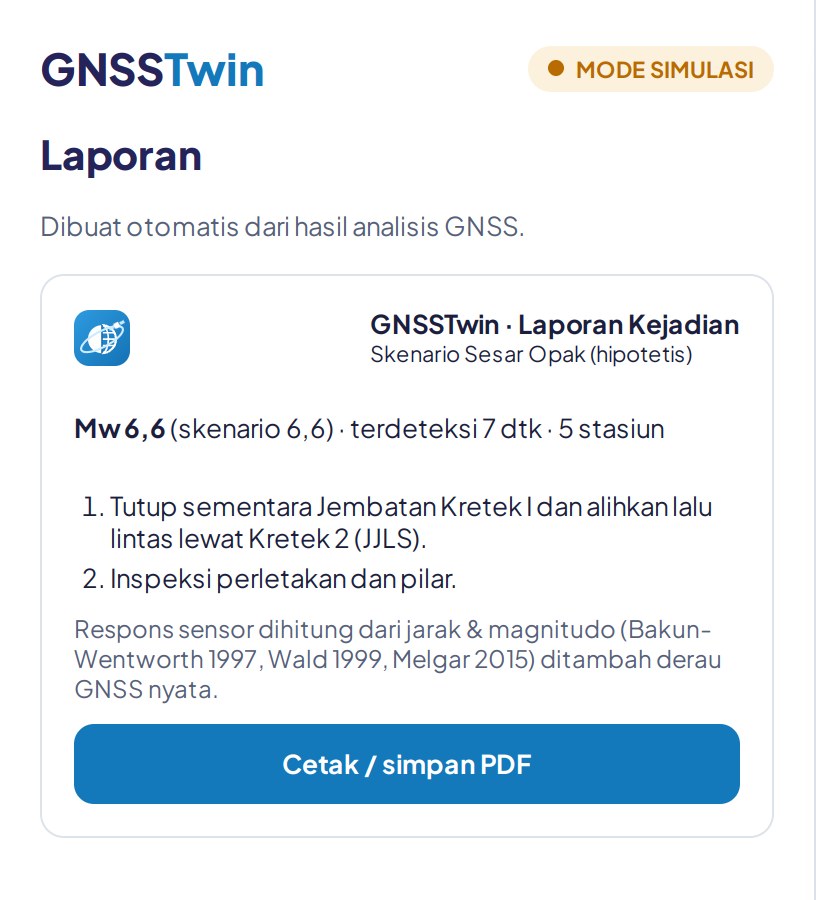 GNSSTwin
MODE SIMULASI
Laporan
Dibuat otomatis dari hasil analisis GNSS.
GNSSTwin · Laporan Kejadian
Skenario Sesar Opak (hipotetis)
Mw 6,6 (skenario 6,6) · terdeteksi 7 dtk · 5 stasiun
1. Tutup sementara Jembatan Kretek I dan alihkan lalu
lintas lewat Kretek 2 (JJLS).
2. Inspeksi perletakan dan pilar.
Respons sensor dihitung dari jarak & magnitudo (Bakun-
Wentworth 1997, Wald 1999, Melgar 2015) ditambah derau
GNSS nyata.
Cetak / simpan PDF